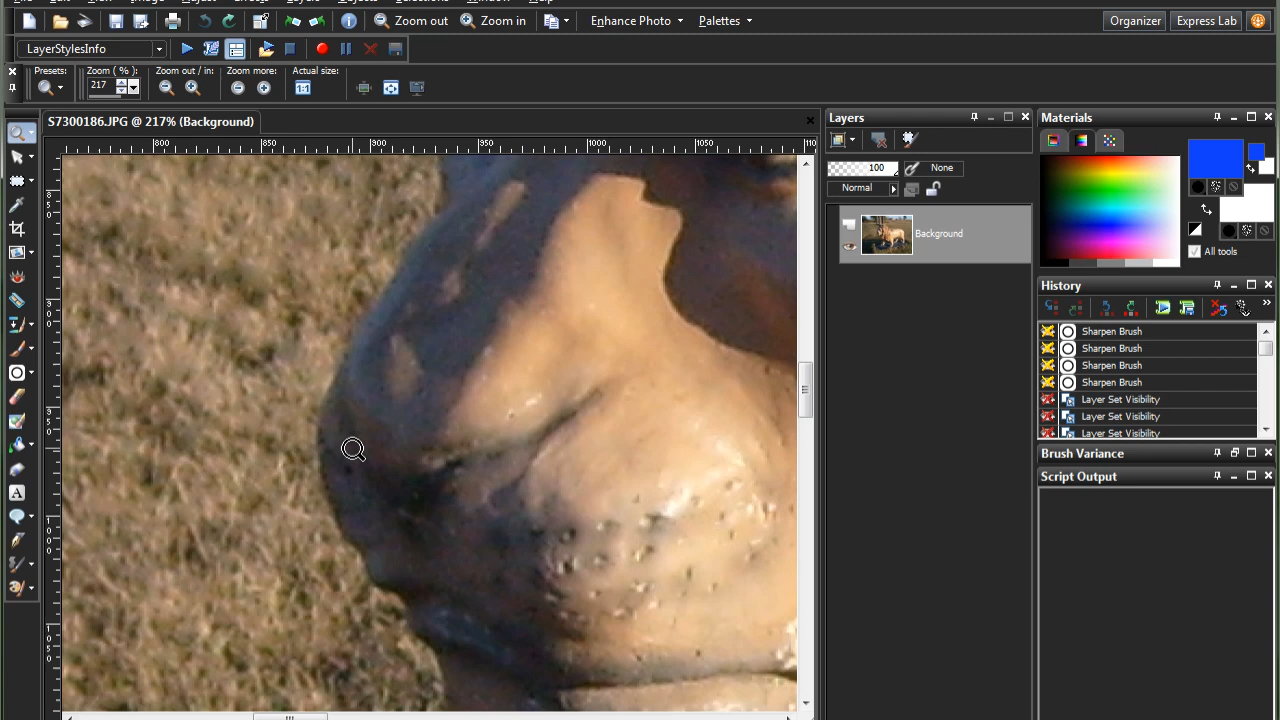 Zoom out
Zoom in
Enhance Photo
Palettes
Organizer
Express Lab
LayerStylesInfo
Presets:
Zoom ( % ):
Zoom out / in:
Zoom more:
Actual size:
217
S7300186.JPG @ 217% (Background)
800
850
900
950
1000
1050
110
Layers
100
None
Normal
Background
Materials
All tools
History
Sharpen Brush
Sharpen Brush
Sharpen Brush
Sharpen Brush
Layer Set Visibility
Layer Set Visibility
Layer Set Visibility
Brush Variance
Script Output